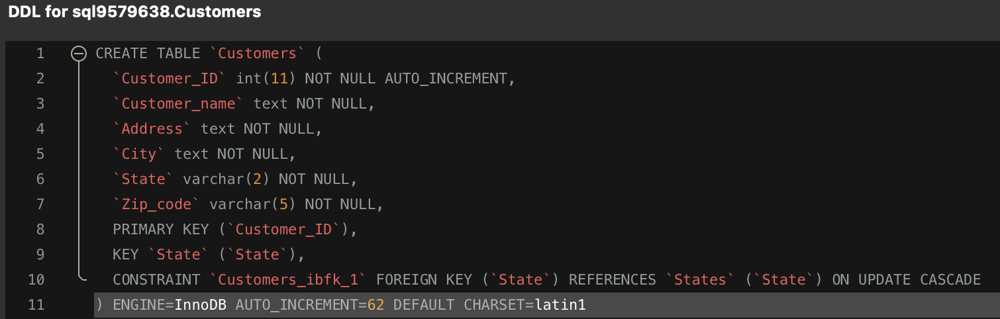 DDL for sql9579638.Customers
1 CREATE TABLE `Customers` (
2 `Customer_ID` int(11) NOT NULL AUTO_INCREMENT,
3 `Customer_name` text NOT NULL,
4 `Address` text NOT NULL,
5 `City` text NOT NULL,
6 `State` varchar(2) NOT NULL,
7 `Zip_code` varchar(5) NOT NULL,
8 PRIMARY KEY (`Customer_ID`),
9 KEY `State` (`State`),
10 CONSTRAINT `Customers_ibfk_1` FOREIGN KEY (`State`) REFERENCES `States` (`State`) ON UPDATE CASCADE
11 ) ENGINE=InnoDB AUTO_INCREMENT=62 DEFAULT CHARSET=latin1